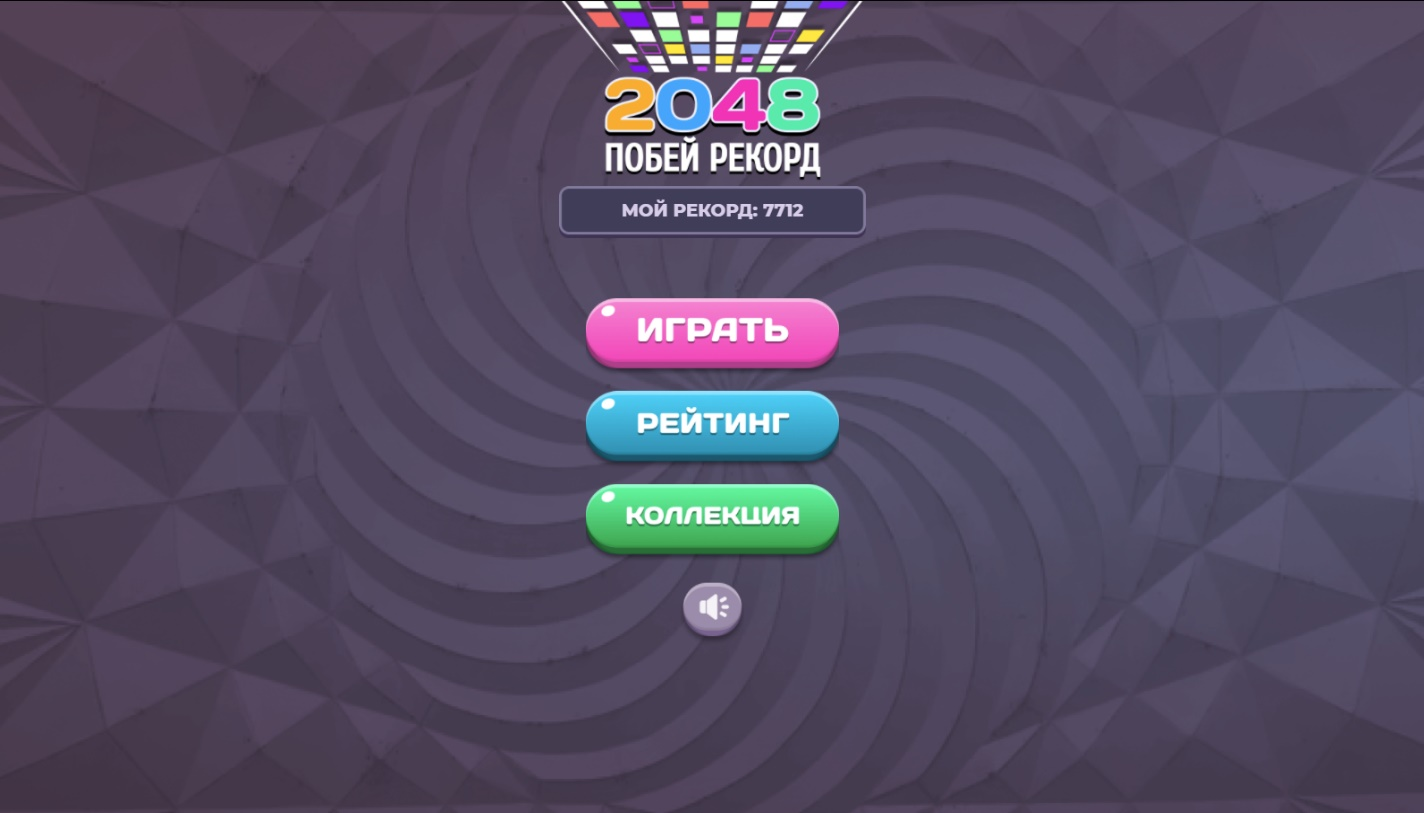 2048
ПОБЕЙ РЕКОРД
МОЙ РЕКОРД: 7712
ИГРАТЬ
РЕЙТИНГ
КОЛЛЕКЦИЯ